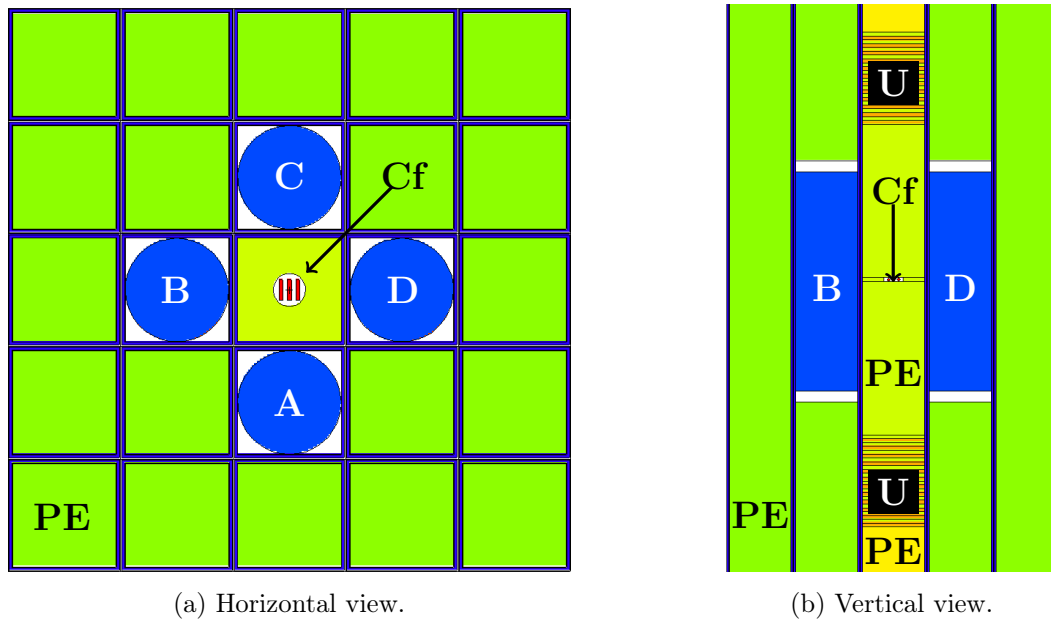 C
Cf
B
D
A
PE
(a) Horizontal view.
U
Cf
B
D
PE
U
PE
PE
(b) Vertical view.